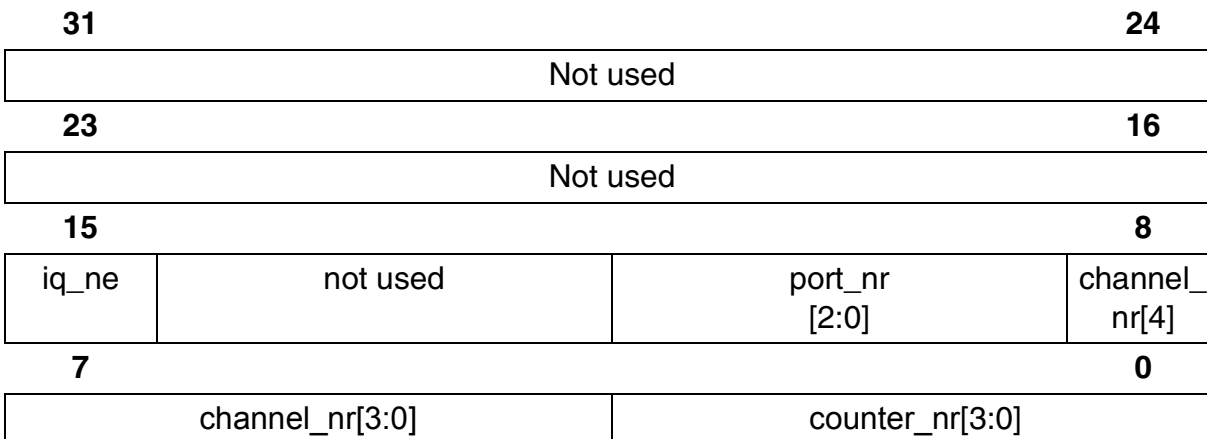 31 24
Not used
23 16
Not used
15 8
iq_ne not used port_nr channel_
[2:0] nr[4]
7 0
channel_nr[3:0] counter_nr[3:0]